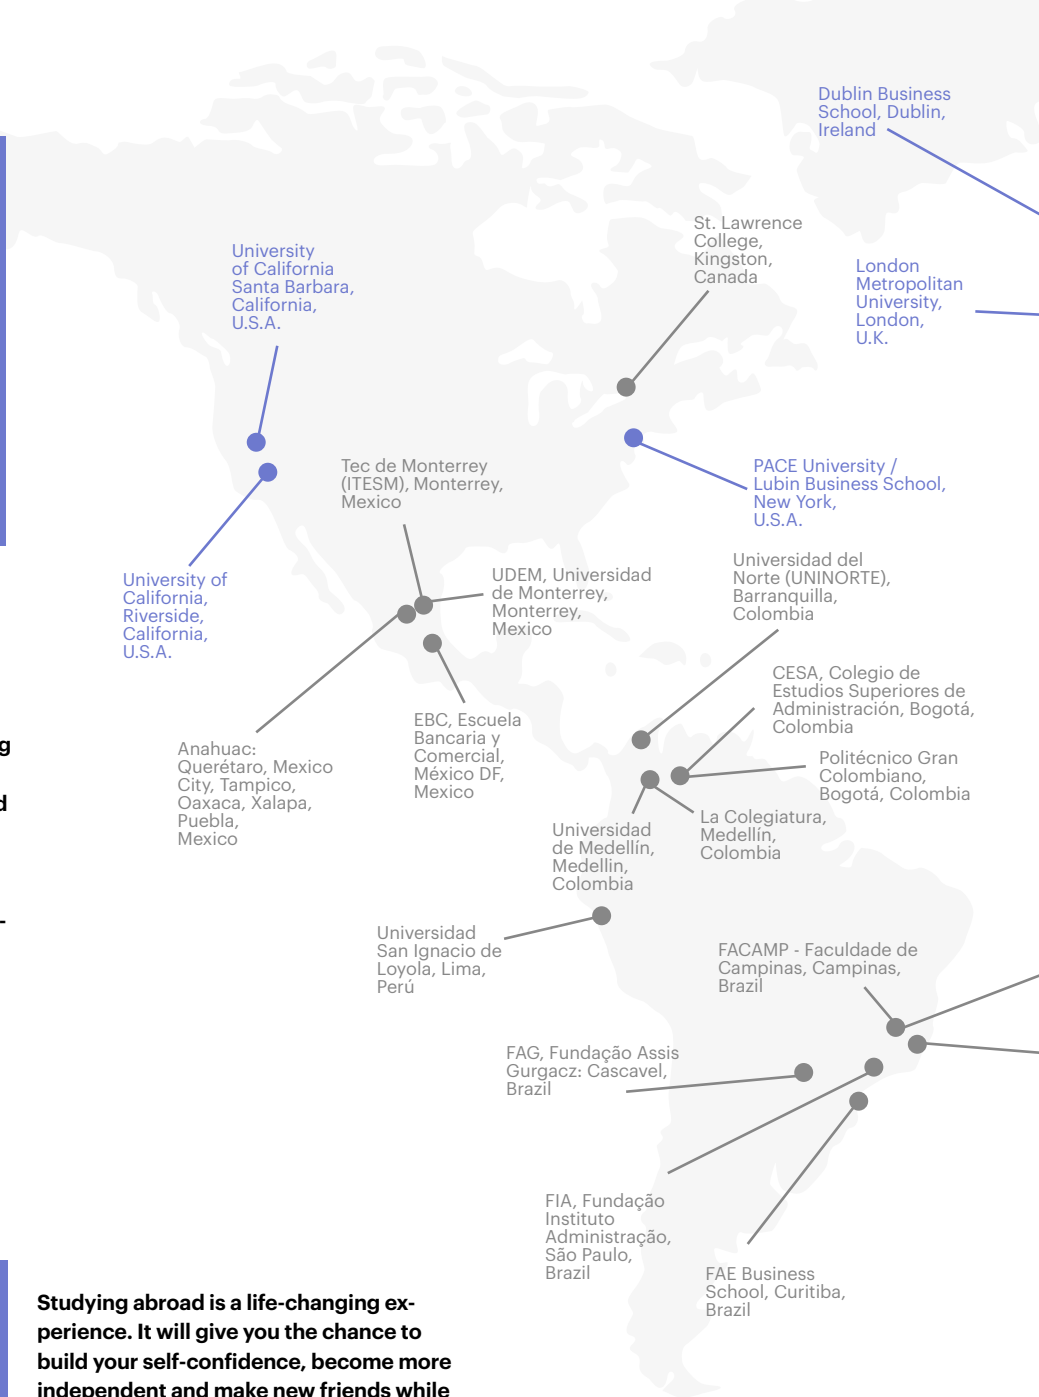 Dublin Business
School, Dublin,
Ireland
St. Lawrence
College,
Kingston,
Canada
University
of California
Santa Barbara,
California,
U.S.A.
London
Metropolitan
University,
London,
U.K.
Tec de Monterrey
(ITESM), Monterrey,
Mexico
PACE University /
Lubin Business School,
New York,
U.S.A.
University of
California,
Riverside,
California,
U.S.A.
UDEM, Universidad
de Monterrey,
Monterrey,
Mexico
Universidad del
Norte (UNINORTE),
Barranquilla,
Colombia
CESA, Colegio de
Estudios Superiores de
Administración, Bogotá,
Colombia
g
d
-
Anahuac:
Querétaro, Mexico
City, Tampico,
Oaxaca, Xalapa,
Puebla,
Mexico
EBC, Escuela
Bancaria y
Comercial,
México DF,
Mexico
Politécnico Gran
Colombiano,
Bogotá, Colombia
La Colegiatura,
Medellín,
Colombia
Universidad
de Medellín,
Medellin,
Colombia
Universidad
San Ignacio de
Loyola, Lima,
Perú
FACAMP - Faculdade de
Campinas, Campinas,
Brazil
FAG, Fundação Assis
Gurgacz: Cascavel,
Brazil
FIA, Fundação
Instituto
Administração,
São Paulo,
Brazil
FAE Business
School, Curitiba,
Brazil
Studying abroad is a life-changing ex-
perience. It will give you the chance to
build your self-confidence, become more
independent and make new friends while